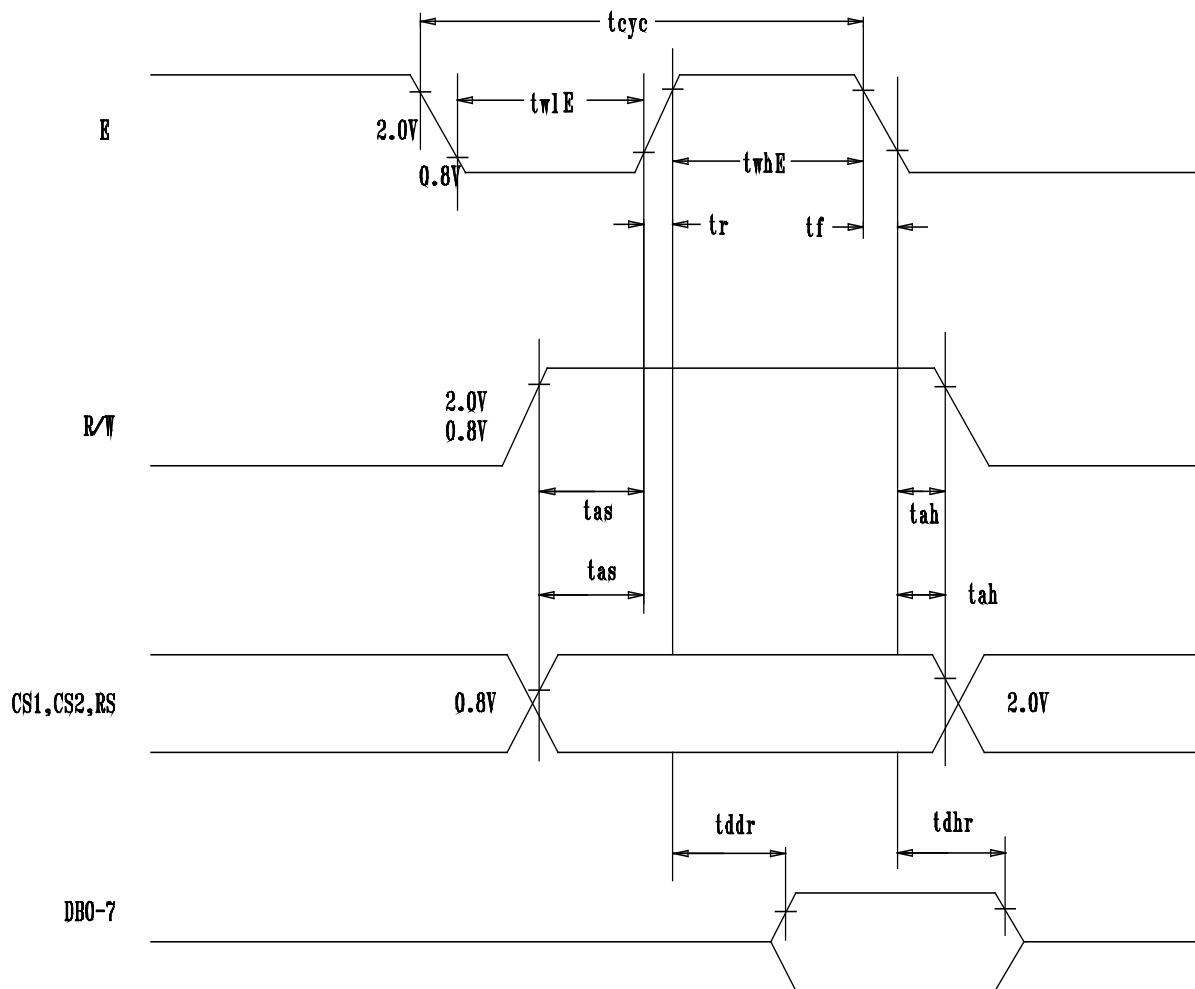 tcyc
twlE
E
2.0V
0.8V
twhE
tr
tf
2.0V
0.8V
R/W
tas
tah
tas
tah
CS1,CS2,RS
0.8V
2.0V
tddr
tdhr
DB0-7